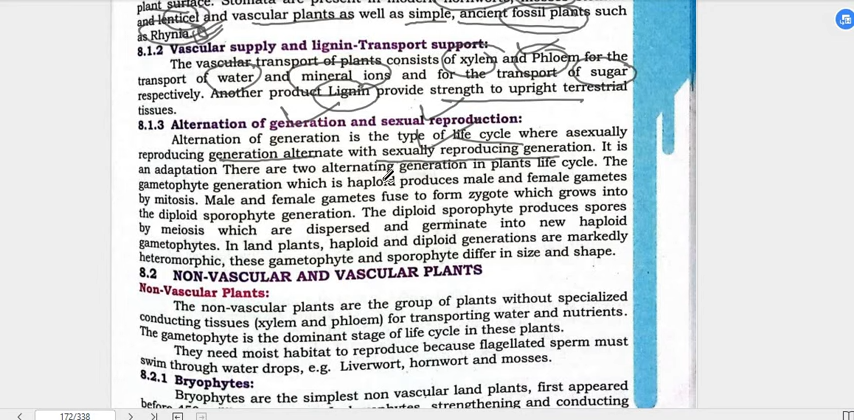 plant surface. Stomata are present in modern hornworts,
and lenticel and vascular plants as well as simple, ancient fossil plants such
as Rhynia.
8.1.2 Vascular supply and lignin-Transport support:
The vascular transport of plants consists of xylem and Phloem for the
transport of water and mineral ions and for the transport of sugar
respectively. Another product Lignin provide strength to upright terrestrial
tissues.
8.1.3 Alternation of generation and sexual reproduction:
Alternation of generation is the type of life cycle where asexually
reproducing generation alternate with sexually reproducing generation. It is
an adaptation There are two alternating generation in plants life cycle. The
gametophyte generation which is haploid produces male and female gametes
by mitosis. Male and female gametes fuse to form zygote which grows into
the diploid sporophyte generation. The diploid sporophyte produces spores
by meiosis which are dispersed and germinate into new haploid
gametophytes. In land plants, haploid and diploid generations are markedly
heteromorphic, these gametophyte and sporophyte differ in size and shape.
8.2 NON-VASCULAR AND VASCULAR PLANTS
Non-Vascular Plants:
The non-vascular plants are the group of plants without specialized
conducting tissues (xylem and phloem) for transporting water and nutrients.
The gametophyte is the dominant stage of life cycle in these plants.
They need moist habitat to reproduce because flagellated sperm must
swim through water drops, e.g. Liverwort, hornwort and mosses.
8.2.1 Bryophytes:
Bryophytes are the simplest non vascular land plants, first appeared
before strengthening and conducting
172/338